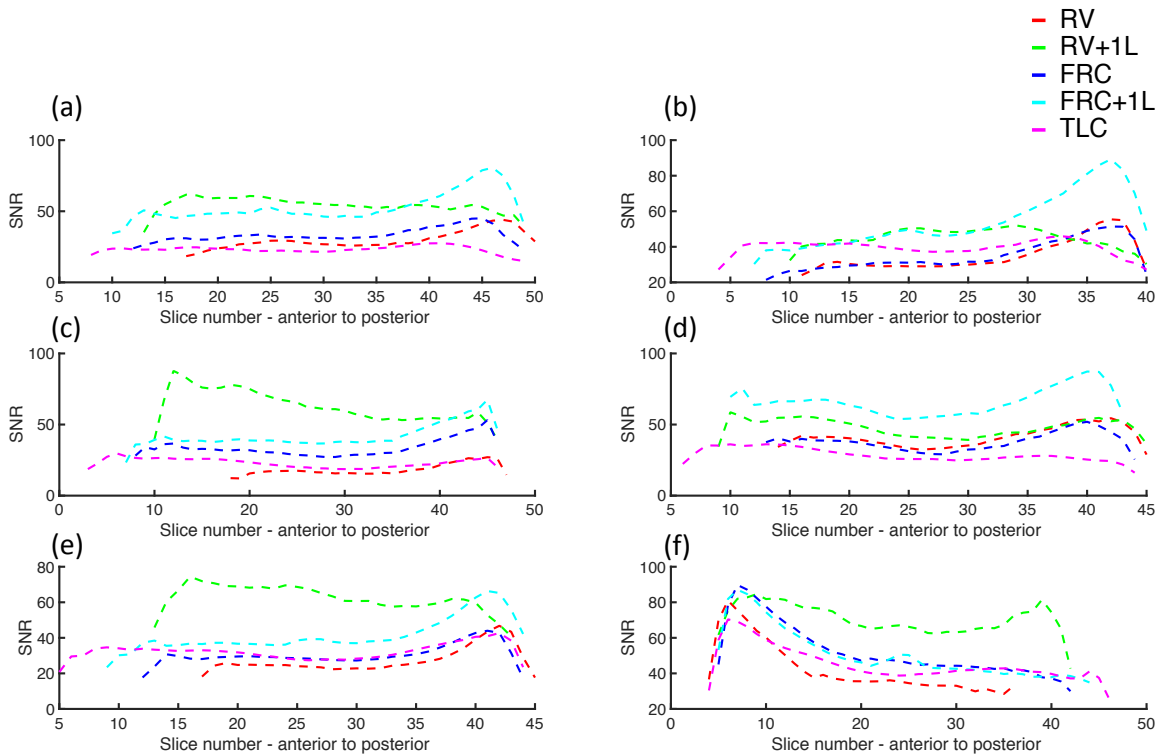 RV
RV+1L
FRC
FRC+1L
TLC
(a)
100
50
0
SNR
5 10 15 20 25 30 35 40 45 50
Slice number - anterior to posterior
(b)
100
80
60
40
20
SNR
0 5 10 15 20 25 30 35 40
Slice number - anterior to posterior
(c)
100
50
0
SNR
10 20 30 40 50
Slice number - anterior to posterior
(d)
100
50
0
SNR
5 10 15 20 25 30 35 40 45
Slice number - anterior to posterior
(e)
80
60
40
20
0
SNR
5 10 15 20 25 30 35 40 45
Slice number - anterior to posterior
(f)
100
80
60
40
20
SNR
0 10 20 30 40 50
Slice number - anterior to posterior